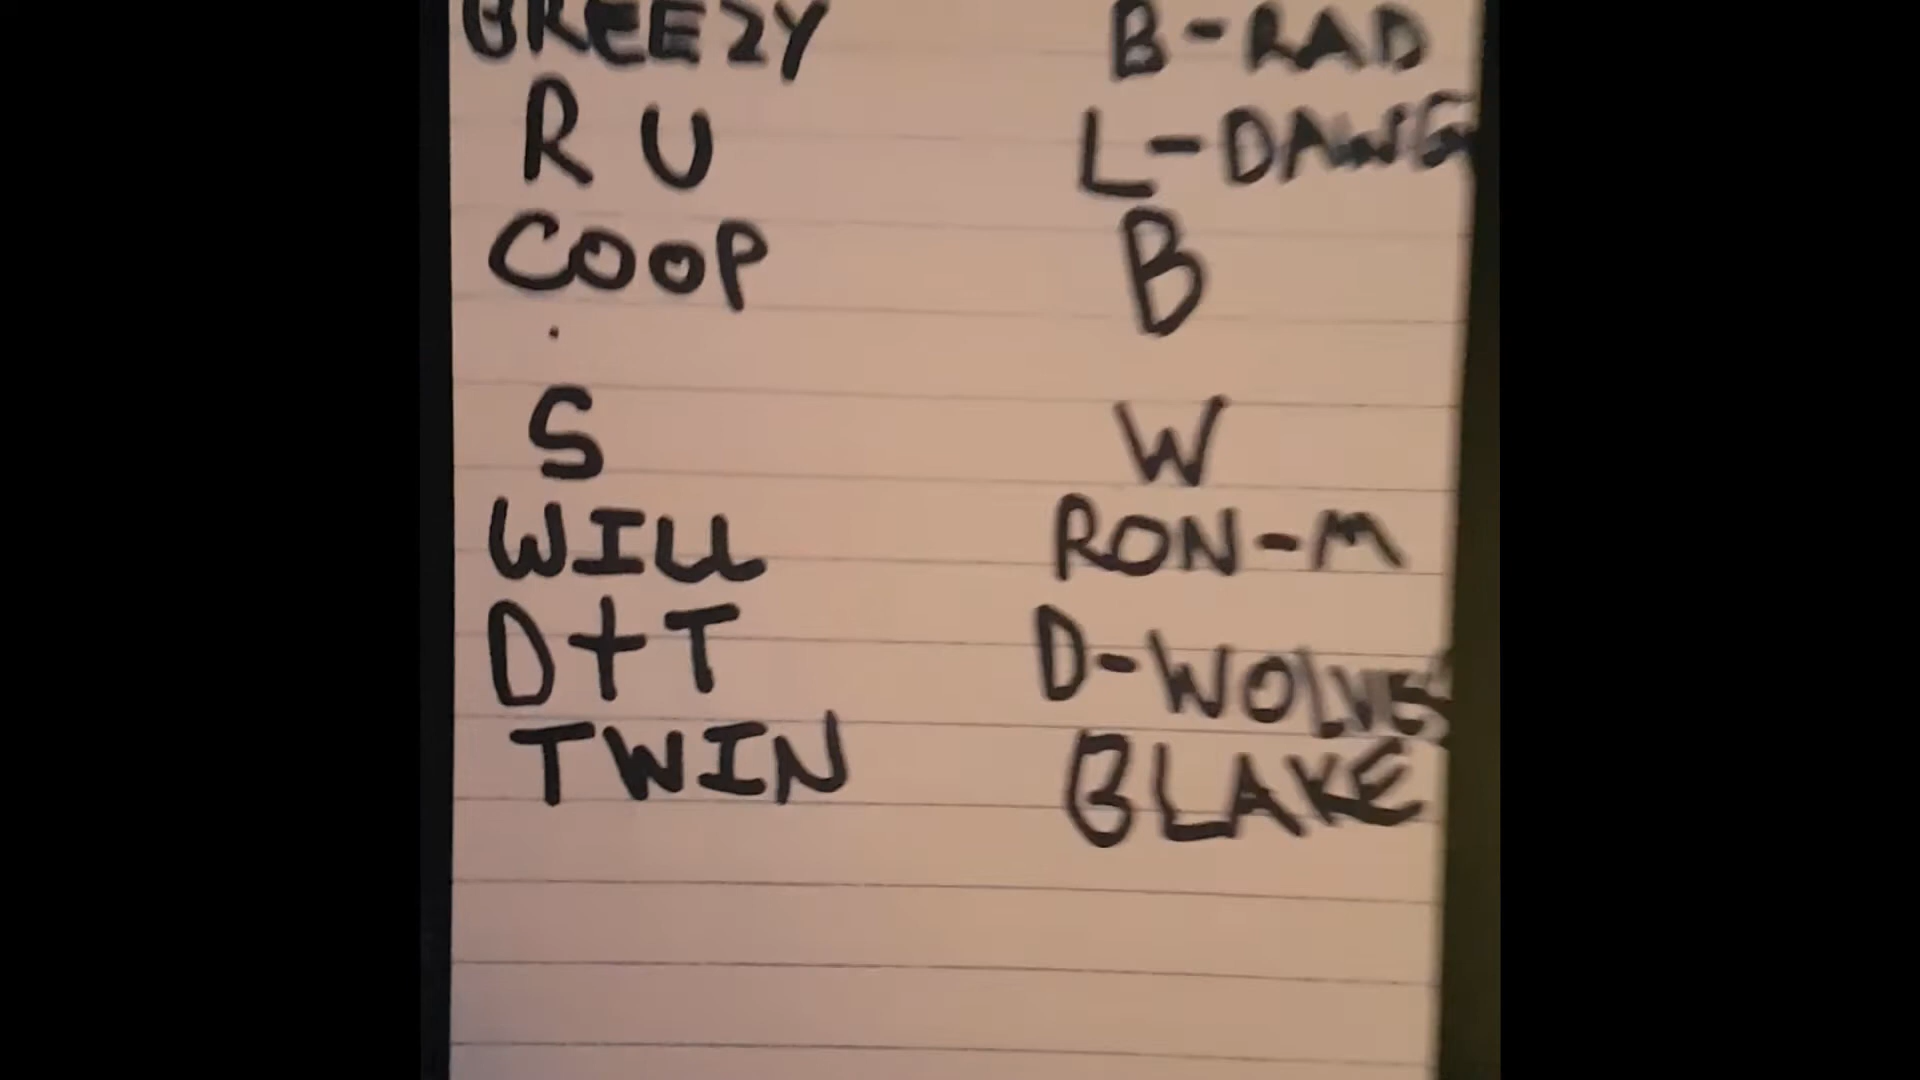 BREEZY B-RAD
R U L-DAWG
COOP B
S W
WILL RON-M
D+T D-WOLVES
TWIN BLAKE